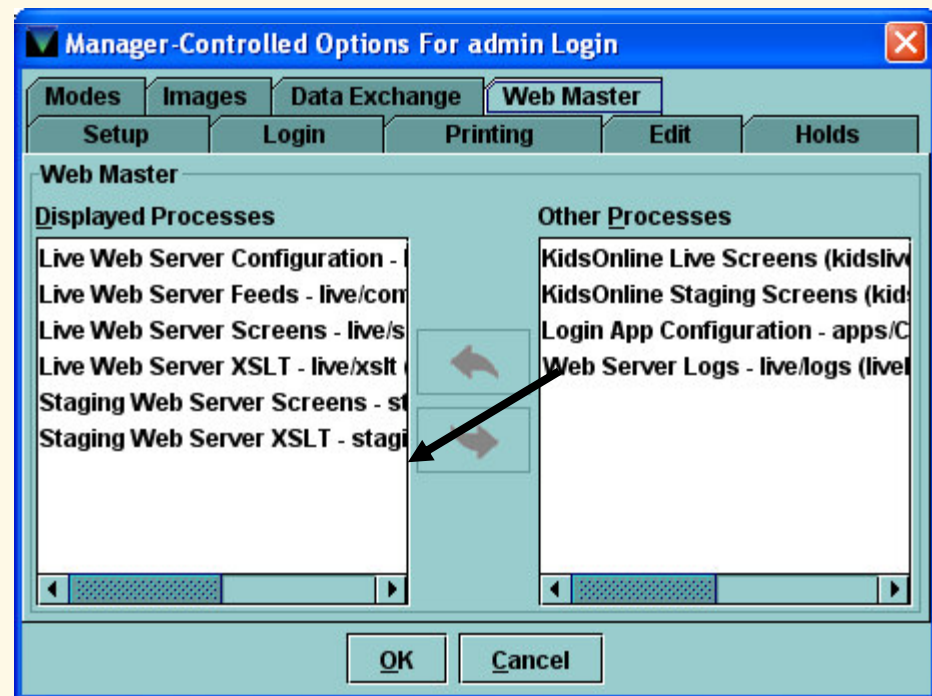 Manager-Controlled Options For admin Login
Modes Images Data Exchange Web Master
Setup Login Printing Edit Holds
Web Master
Displayed Processes
Live Web Server Configuration -
Live Web Server Feeds - live/con
Live Web Server Screens - live/s
Live Web Server XSLT - live/xslt (
Staging Web Server Screens - st
Staging Web Server XSLT - stagi
Other Processes
KidsOnline Live Screens (kidsliv
KidsOnline Staging Screens (kid
Login App Configuration - apps/C
Web Server Logs - live/logs (livel
OK Cancel